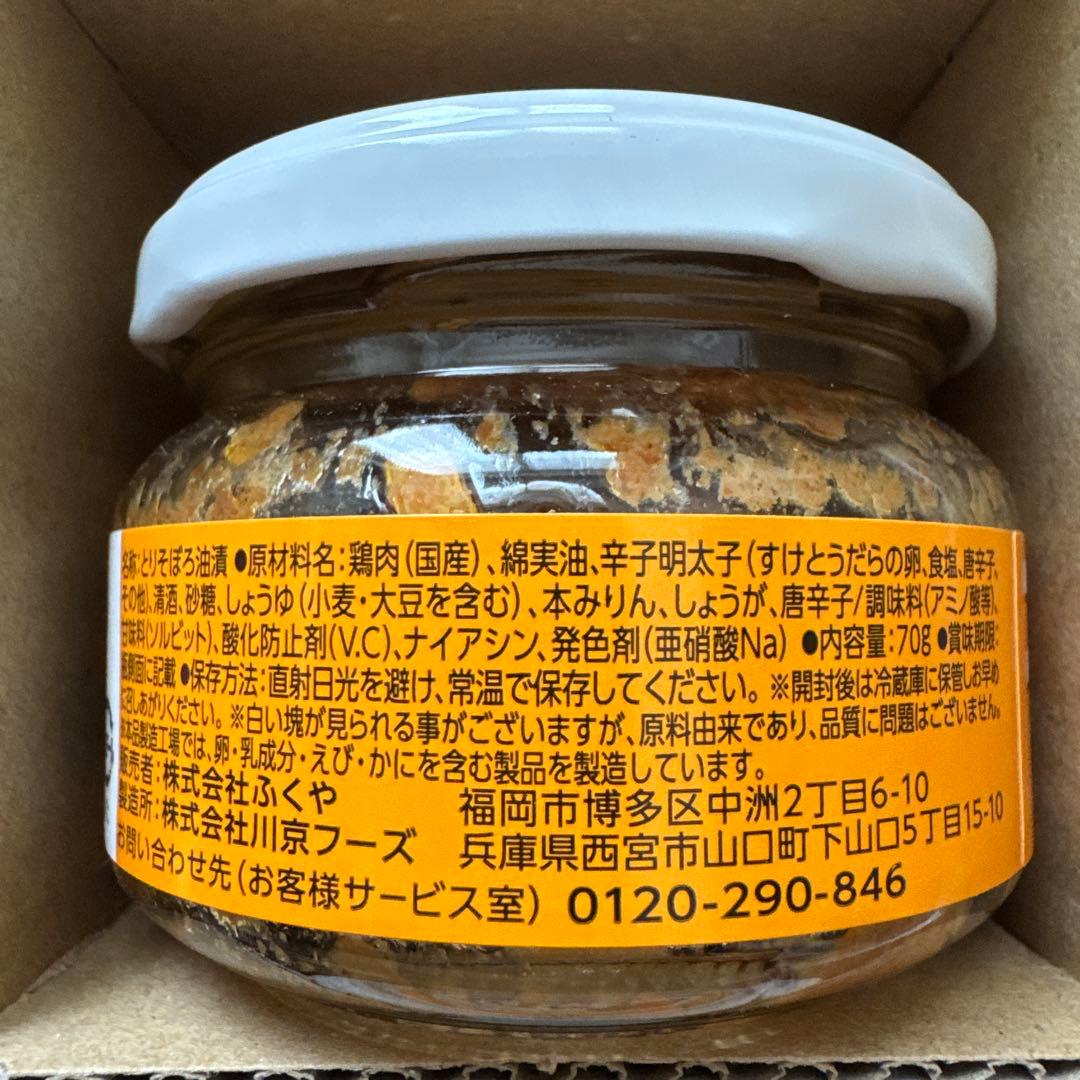 名称:とりそぼろ油漬 ●原材料名:鶏肉(国産)、綿実油、辛子明太子(すけとうだらの卵、食塩、唐辛子、
その他)、清酒、砂糖、しょうゆ(小麦・大豆を含む)、本みりん、しょうが、唐辛子/調味料(アミノ酸等)、
甘味料(ソルビット)、酸化防止剤(V.C)、ナイアシン、発色剤(亜硝酸Na) ●内容量:70g ●賞味期限:
側面に記載 ●保存方法:直射日光を避け、常温で保存してください。※開封後は冷蔵庫に保管しお早め
に召しあがりください。※白い塊が見られる事がございますが、原料由来であり、品質に問題はございません。
本品製造工場では、卵・乳成分・えび・かにを含む製品を製造しています。
販売者:株式会社ふくや 福岡市博多区中洲2丁目6-10
製造所:株式会社川京フーズ 兵庫県西宮市山口町下山口5丁目15-10
お問い合わせ先(お客様サービス室) 0120-290-846